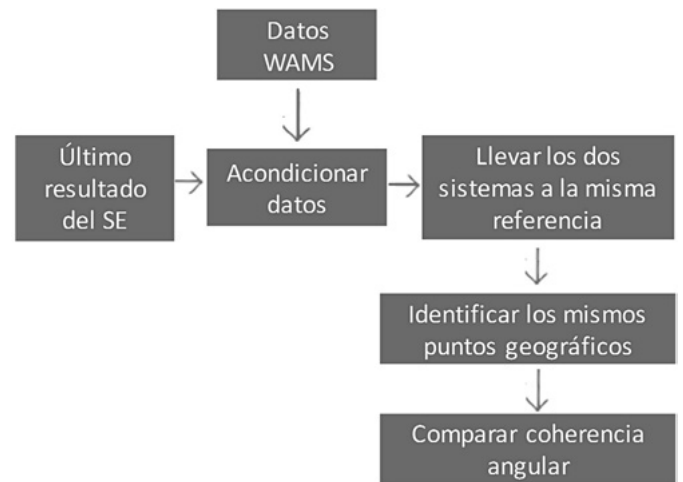 Datos
WAMS
Último
resultado
del SE
Acondicionar
datos
Llevar los dos
sistemas a la misma
referencia
Identificar los mismos
puntos geográficos
Comparar coherencia
angular